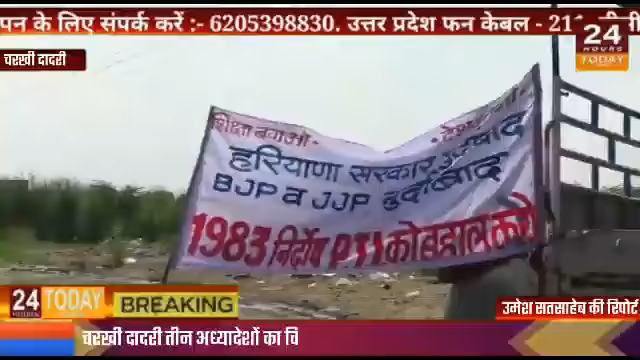 पन के लिए संपर्क करें :- 6205398830. उत्तर प्रदेश फन केबल -
24
HOURS
TODAY
चरखी दादरी
शिक्षा बचाओ -
हरियाणा सरकार
BJP व JJP मुर्दाबाद
1983 निर्दोष P.T.I को बहाल करो
24 TODAY BREAKING
उमेश सतसाहेब की रिपोर्ट
चरखी दादरी तीन अध्यादेशों का वि